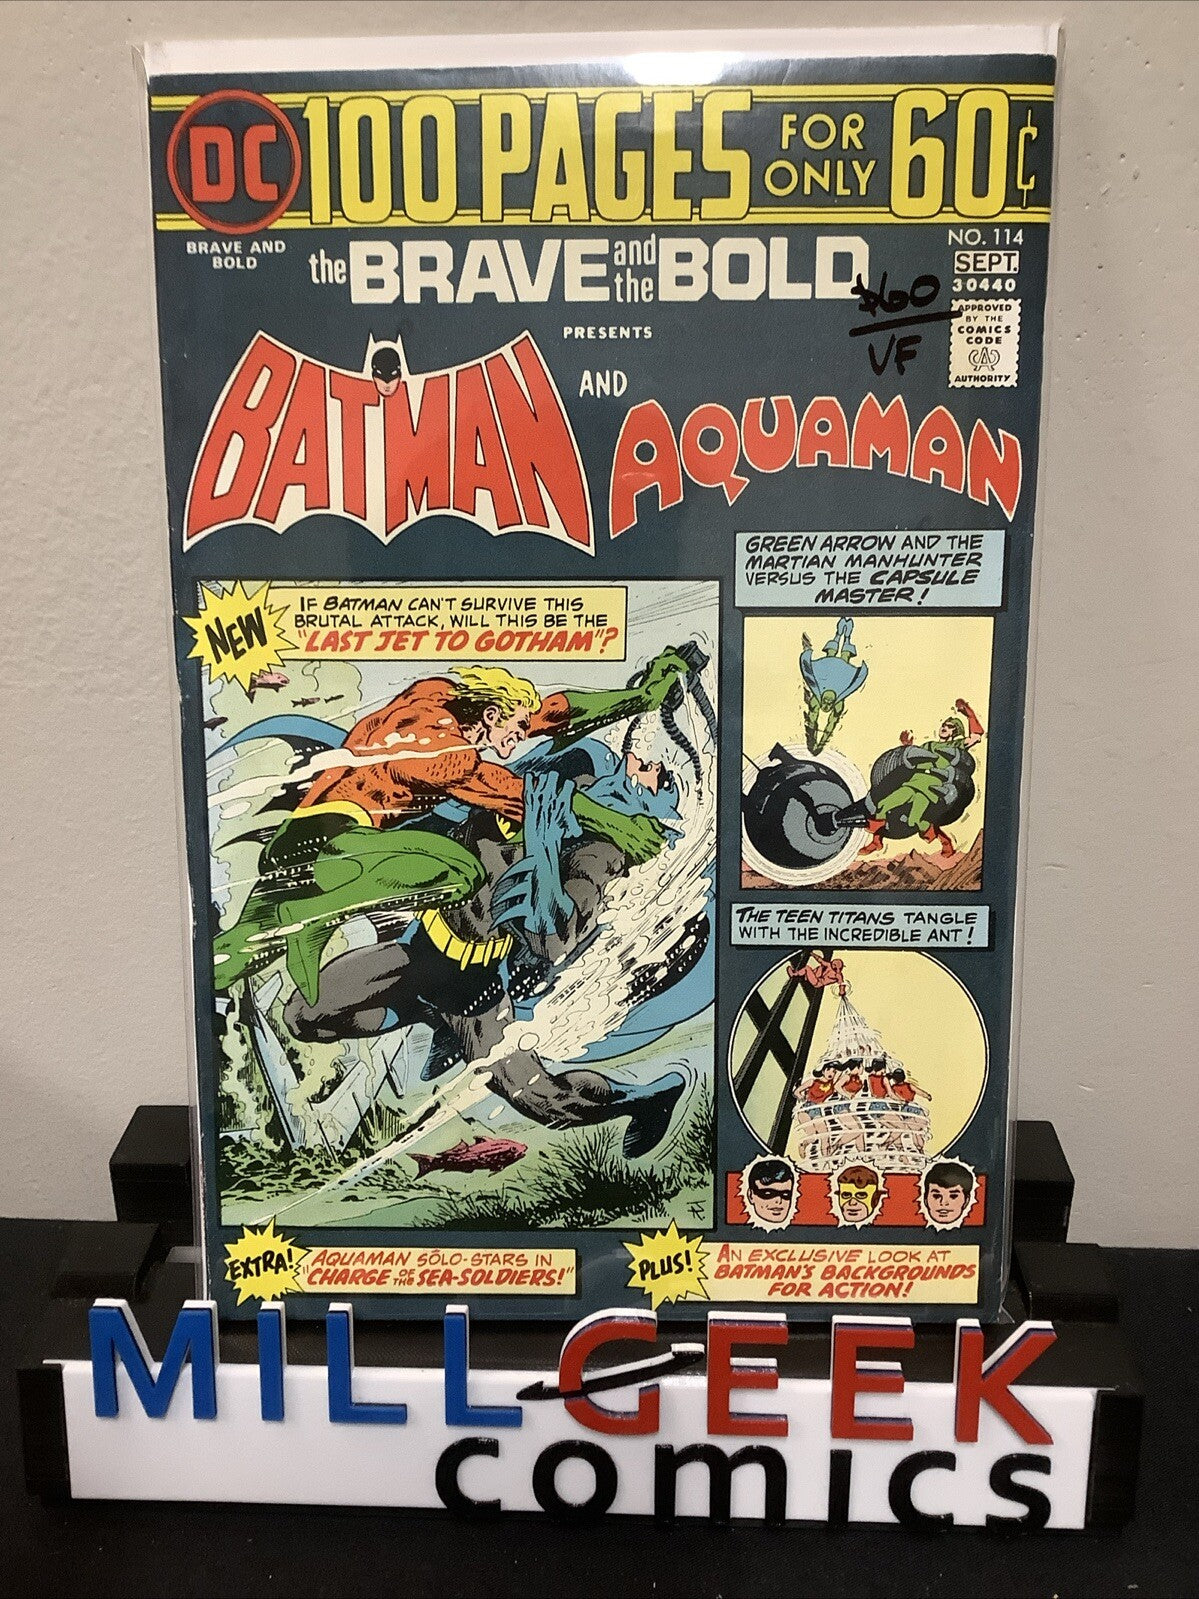 DC 100 PAGES FOR ONLY 60¢
BRAVE AND
BOLD
the BRAVE and the BOLD
NO. 114
SEPT.
30440
$60
VF
APPROVED
BY THE
COMICS
CODE
CA
AUTHORITY
PRESENTS
BATMAN AND AQUAMAN
GREEN ARROW AND THE
MARTIAN MANHUNTER
VERSUS THE CAPSULE
MASTER!
NEW
IF BATMAN CAN'T SURVIVE THIS
BRUTAL ATTACK, WILL THIS BE THE
"LAST JET TO GOTHAM"?
THE TEEN TITANS TANGLE
WITH THE INCREDIBLE ANT!
EXTRA!
AQUAMAN SOLO-STARS IN
"CHARGE OF THE SEA-SOLDIERS!"
PLUS!
AN EXCLUSIVE LOOK AT
BATMAN'S BACKGROUNDS
FOR ACTION!
MILL GEEK
comics